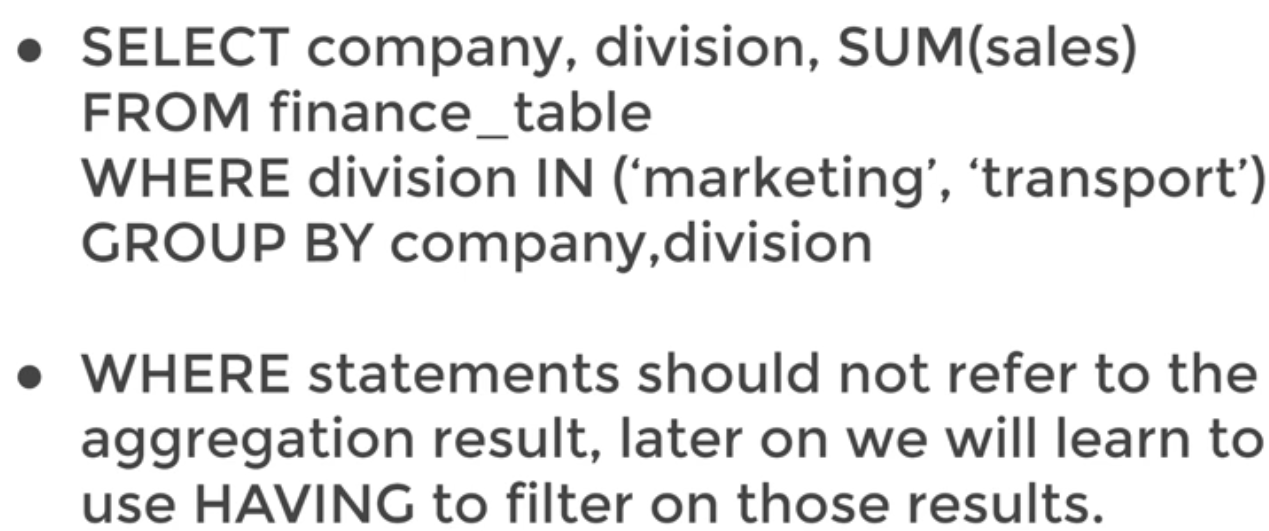 ● SELECT company, division, SUM(sales)
FROM finance_table
WHERE division IN (‘marketing’, ‘transport’)
GROUP BY company,division
● WHERE statements should not refer to the
aggregation result, later on we will learn to
use HAVING to filter on those results.